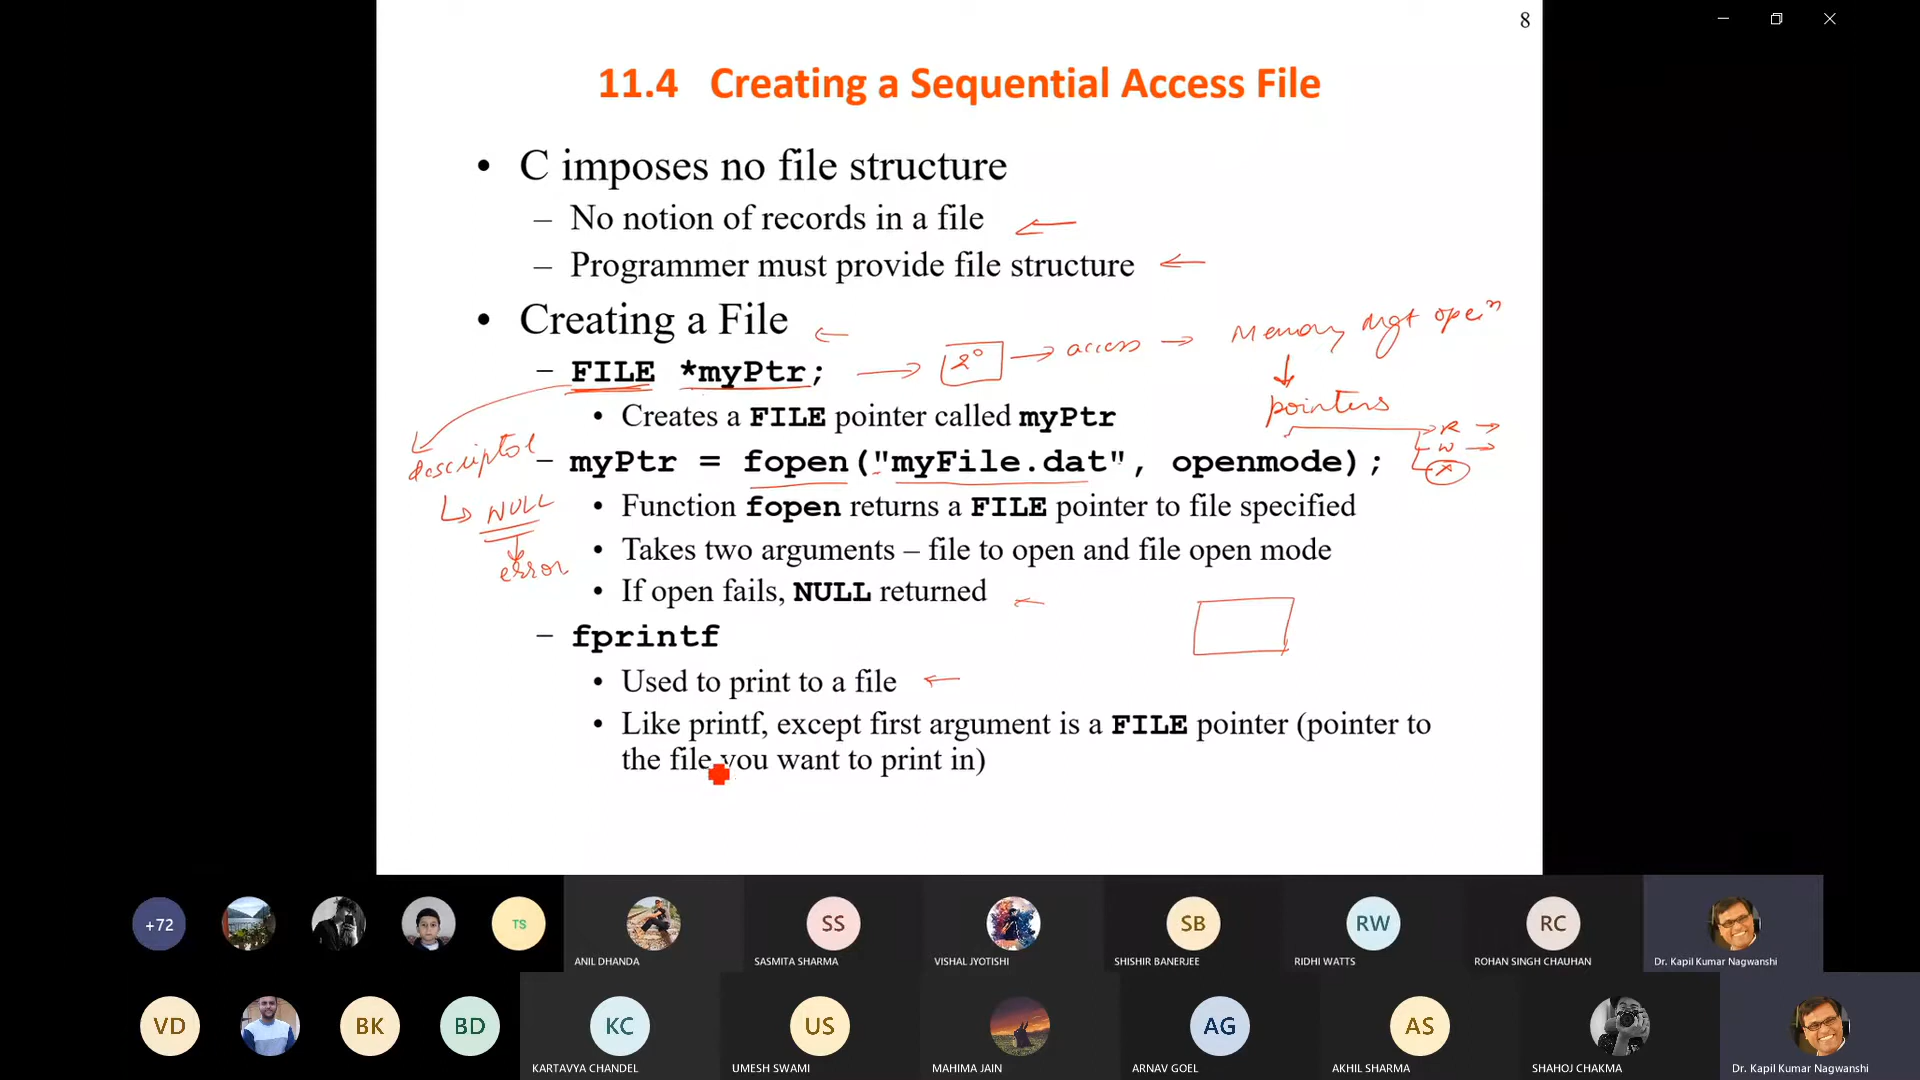 8
11.4 Creating a Sequential Access File
• C imposes no file structure
– No notion of records in a file
– Programmer must provide file structure
• Creating a File
Memory Mgt open
– FILE *myPtr;
2°
access
pointers
• Creates a FILE pointer called myPtr
R
W
X
descriptor
– myPtr = fopen("myFile.dat", openmode);
NULL
• Function fopen returns a FILE pointer to file specified
• Takes two arguments – file to open and file open mode
error
• If open fails, NULL returned
– fprintf
• Used to print to a file
• Like printf, except first argument is a FILE pointer (pointer to
the file you want to print in)
+72
TS
SS
SB
RW
RC
ANIL DHANDA
SASMITA SHARMA
VISHAL JYOTISHI
SHISHIR BANERJEE
RIDHI WATTS
ROHAN SINGH CHAUHAN
Dr. Kapil Kumar Nagwanshi
VD
BK
BD
KC
US
AG
AS
KARTAVYA CHANDEL
UMESH SWAMI
MAHIMA JAIN
ARNAV GOEL
AKHIL SHARMA
SHAHOJ CHAKMA
Dr. Kapil Kumar Nagwanshi